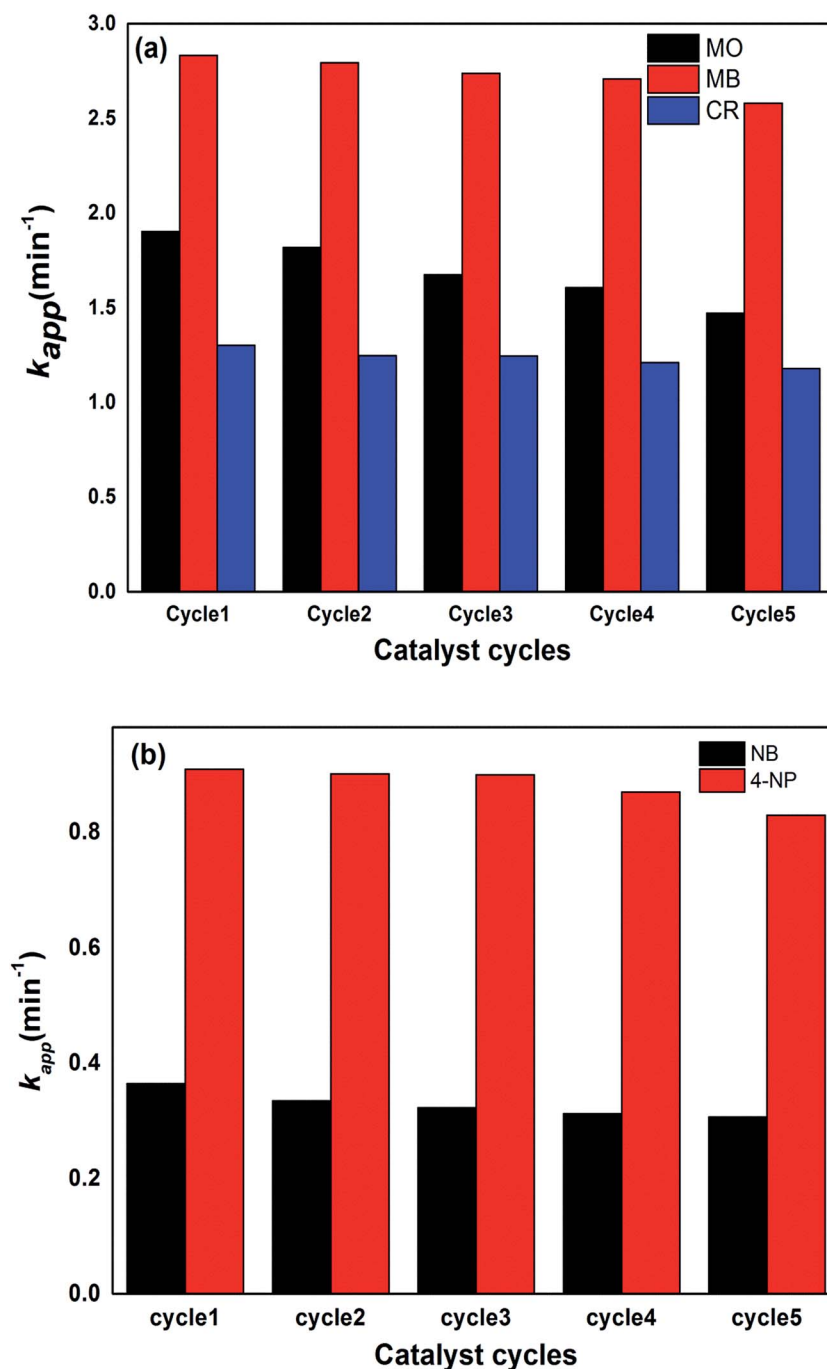 (a)
MO
MB
CR
3.0
2.5
2.0
1.5
1.0
0.5
0.0
k_app(min⁻¹)
Cycle1 Cycle2 Cycle3 Cycle4 Cycle5
Catalyst cycles
(b)
NB
4-NP
0.8
0.6
0.4
0.2
0.0
k_app(min⁻¹)
cycle1 cycle2 cycle3 cycle4 cycle5
Catalyst cycles